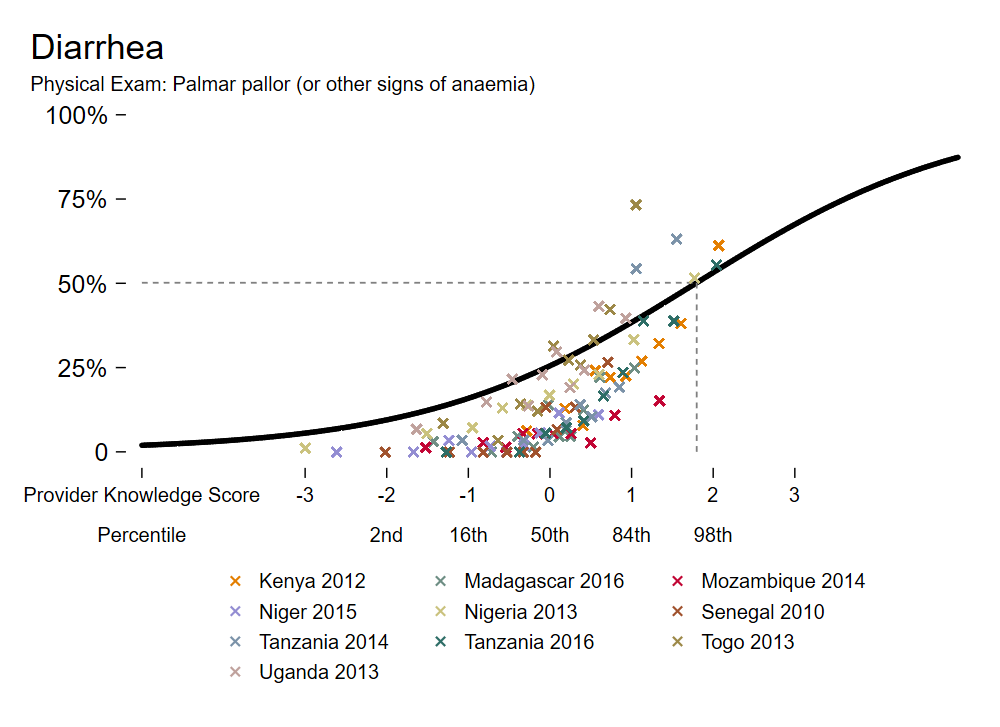 Diarrhea
Physical Exam: Palmar pallor (or other signs of anaemia)
100%
75%
50%
25%
0
Provider Knowledge Score -3 -2 -1 0 1 2 3
Percentile 2nd 16th 50th 84th 98th
Kenya 2012 Madagascar 2016 Mozambique 2014
Niger 2015 Nigeria 2013 Senegal 2010
Tanzania 2014 Tanzania 2016 Togo 2013
Uganda 2013